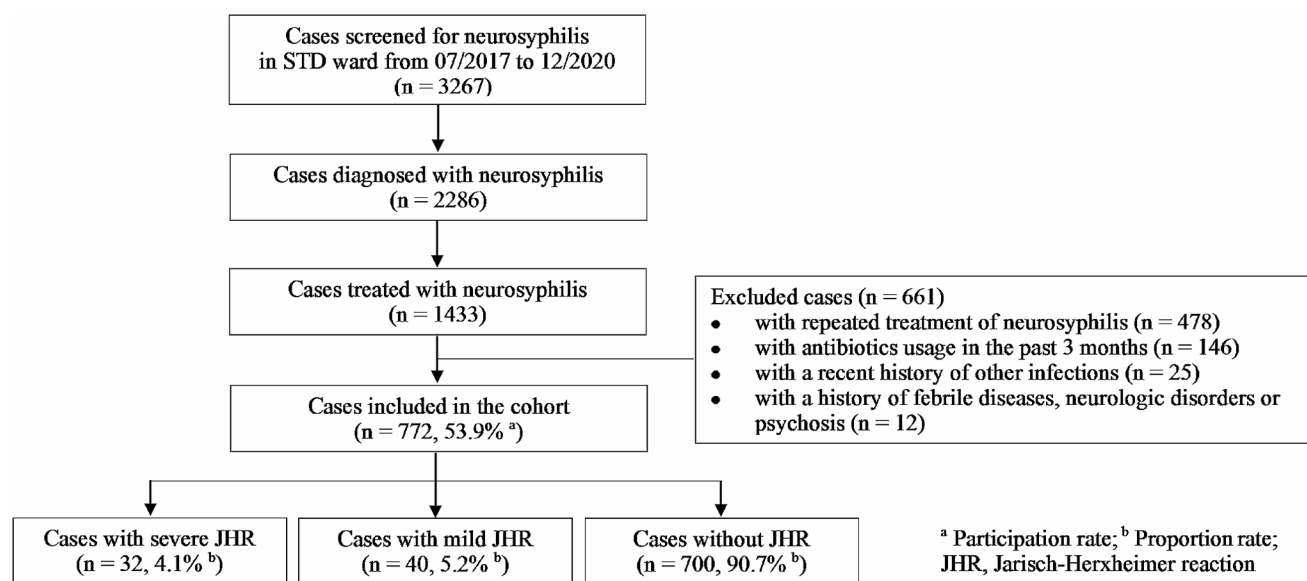 Cases screened for neurosyphilis
in STD ward from 07/2017 to 12/2020
(n = 3267)
Cases diagnosed with neurosyphilis
(n = 2286)
Cases treated with neurosyphilis
(n = 1433)
Excluded cases (n = 661)
• with repeated treatment of neurosyphilis (n = 478)
• with antibiotics usage in the past 3 months (n = 146)
• with a recent history of other infections (n = 25)
• with a history of febrile diseases, neurologic disorders or
psychosis (n = 12)
Cases included in the cohort
(n = 772, 53.9% ᵃ)
Cases with severe JHR
(n = 32, 4.1% ᵇ)
Cases with mild JHR
(n = 40, 5.2% ᵇ)
Cases without JHR
(n = 700, 90.7% ᵇ)
ᵃ Participation rate; ᵇ Proportion rate;
JHR, Jarisch-Herxheimer reaction